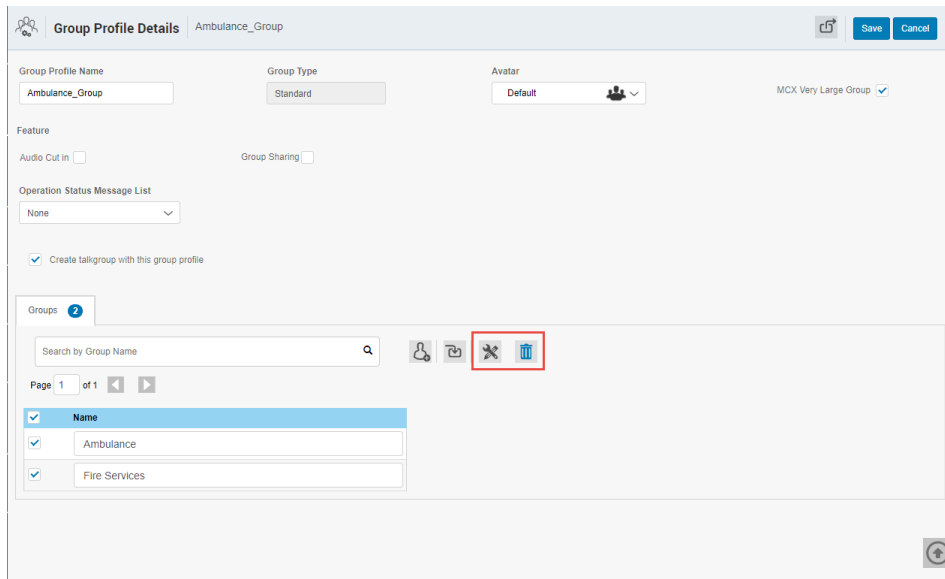 Group Profile Details Ambulance_Group Save Cancel
Group Profile Name Group Type Avatar
Ambulance_Group Standard Default MCX Very Large Group
Feature
Audio Cut in Group Sharing
Operation Status Message List
None
Create talkgroup with this group profile
Groups 2
Search by Group Name
Page 1 of 1
Name
Ambulance
Fire Services